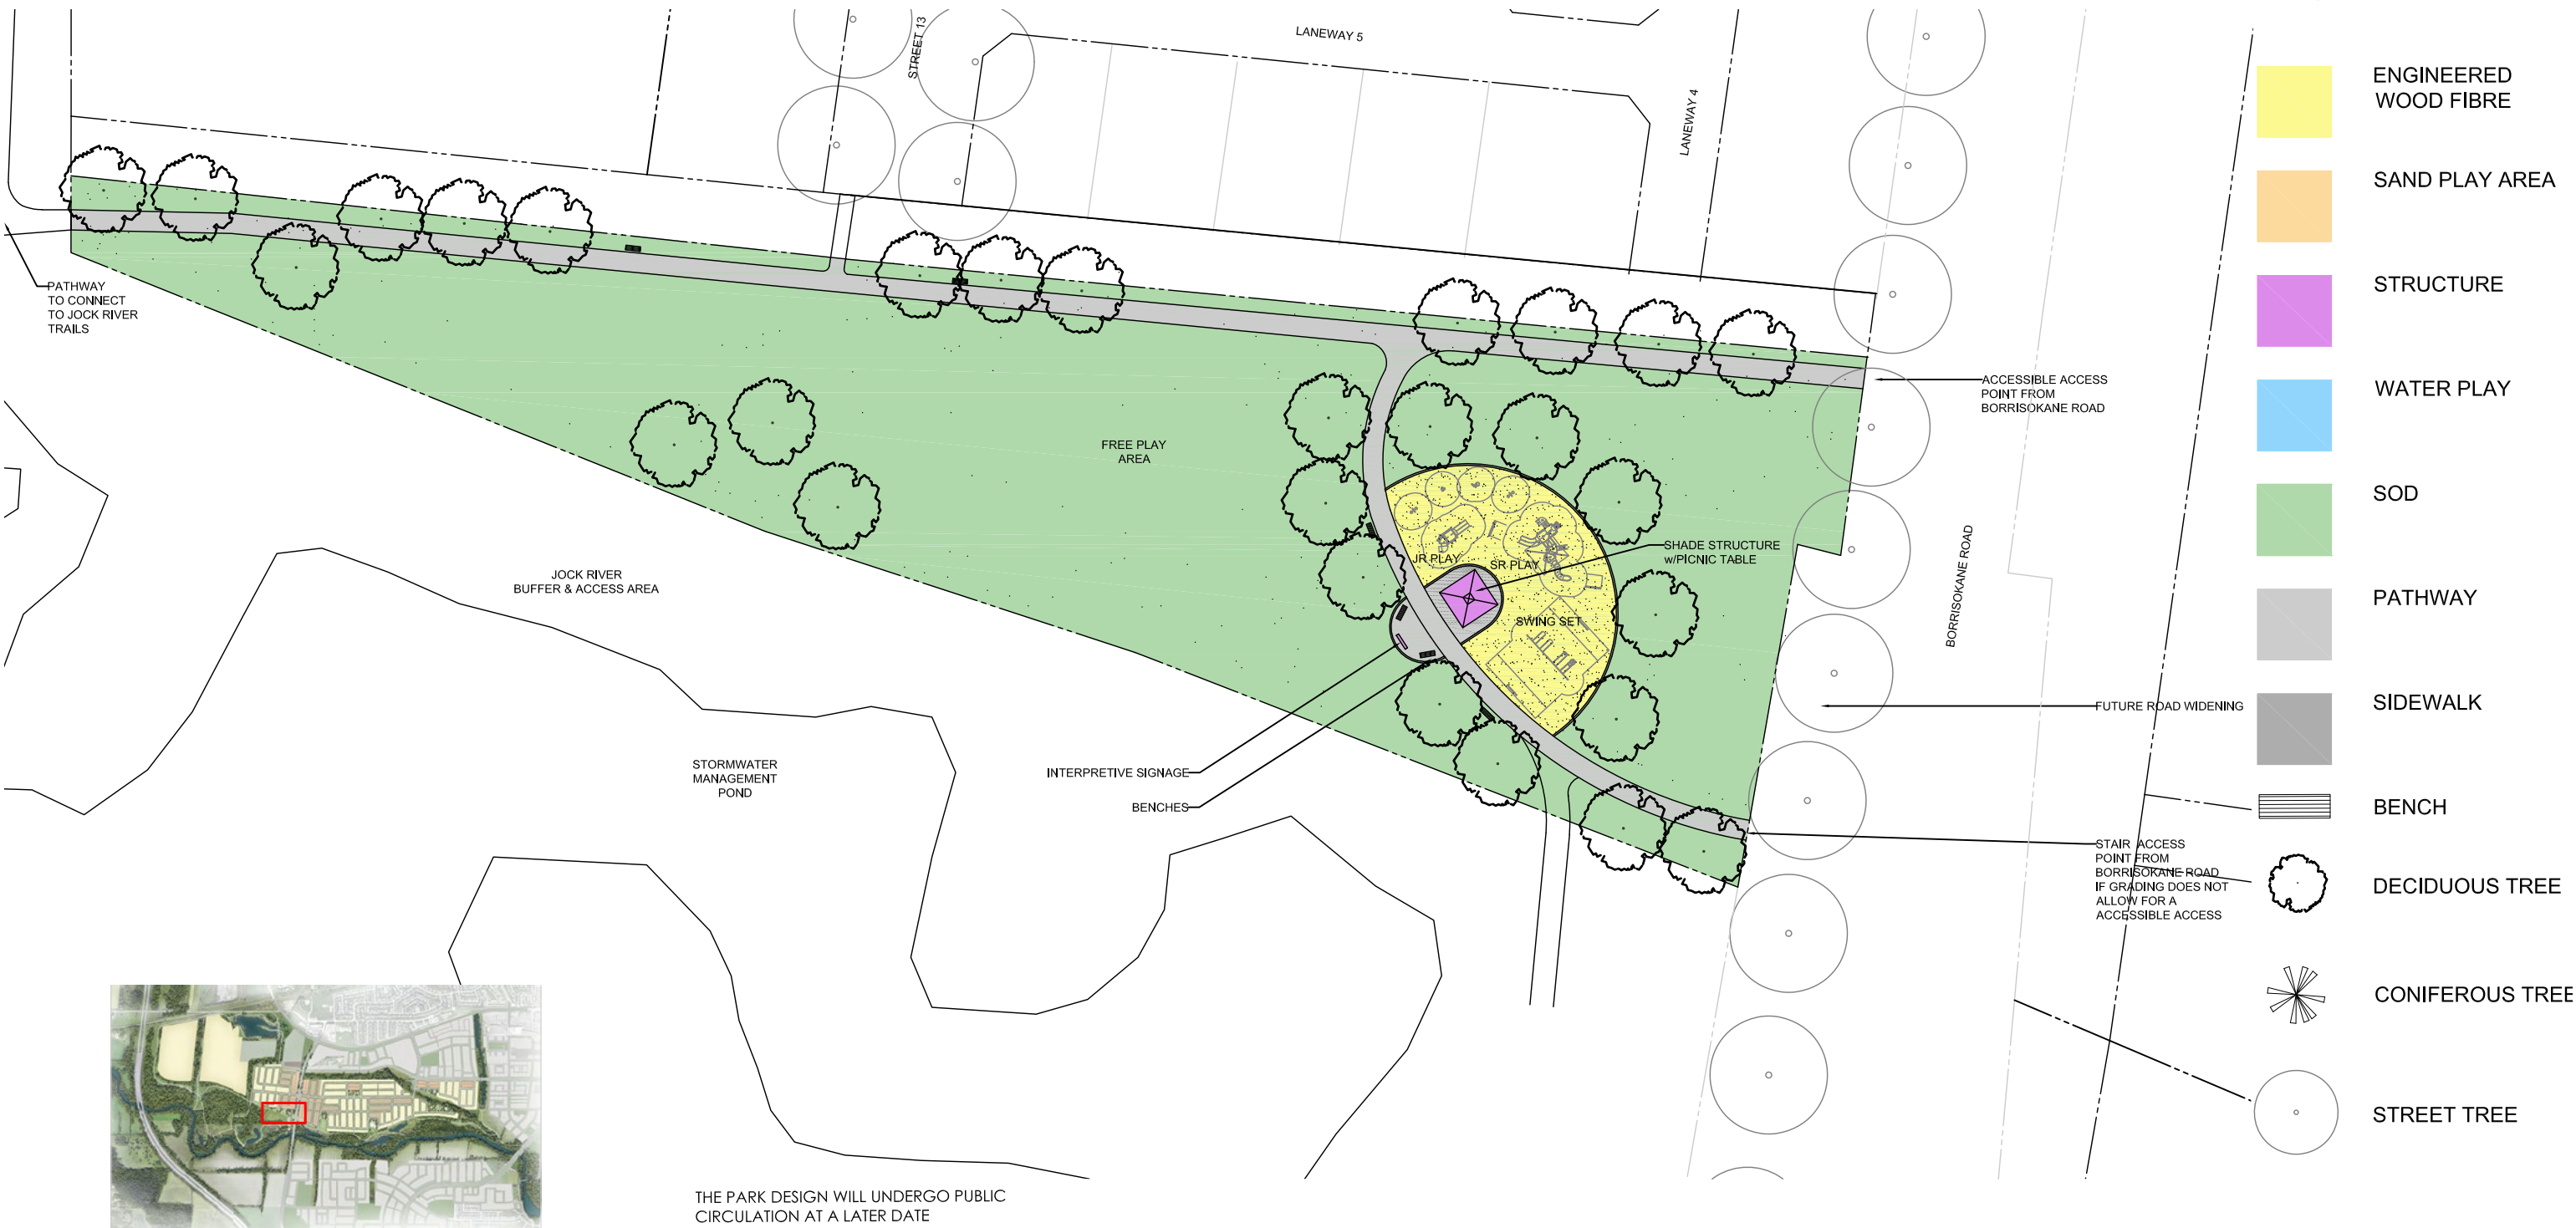 LANEWAY 5
STREET 13
LANEWAY 4
PATHWAY
TO CONNECT
TO JOCK RIVER
TRAILS
ACCESSIBLE ACCESS
POINT FROM
BORRISOKANE ROAD
FREE PLAY
AREA
JR PLAY
SR PLAY
SHADE STRUCTURE
w/PICNIC TABLE
SWING SET
JOCK RIVER
BUFFER & ACCESS AREA
BORRISOKANE ROAD
FUTURE ROAD WIDENING
STORMWATER
MANAGEMENT
POND
INTERPRETIVE SIGNAGE
BENCHES
STAIR ACCESS
POINT FROM
BORRISOKANE ROAD
IF GRADING DOES NOT
ALLOW FOR A
ACCESSIBLE ACCESS
THE PARK DESIGN WILL UNDERGO PUBLIC
CIRCULATION AT A LATER DATE
ENGINEERED
WOOD FIBRE
SAND PLAY AREA
STRUCTURE
WATER PLAY
SOD
PATHWAY
SIDEWALK
BENCH
DECIDUOUS TREE
CONIFEROUS TREE
STREET TREE